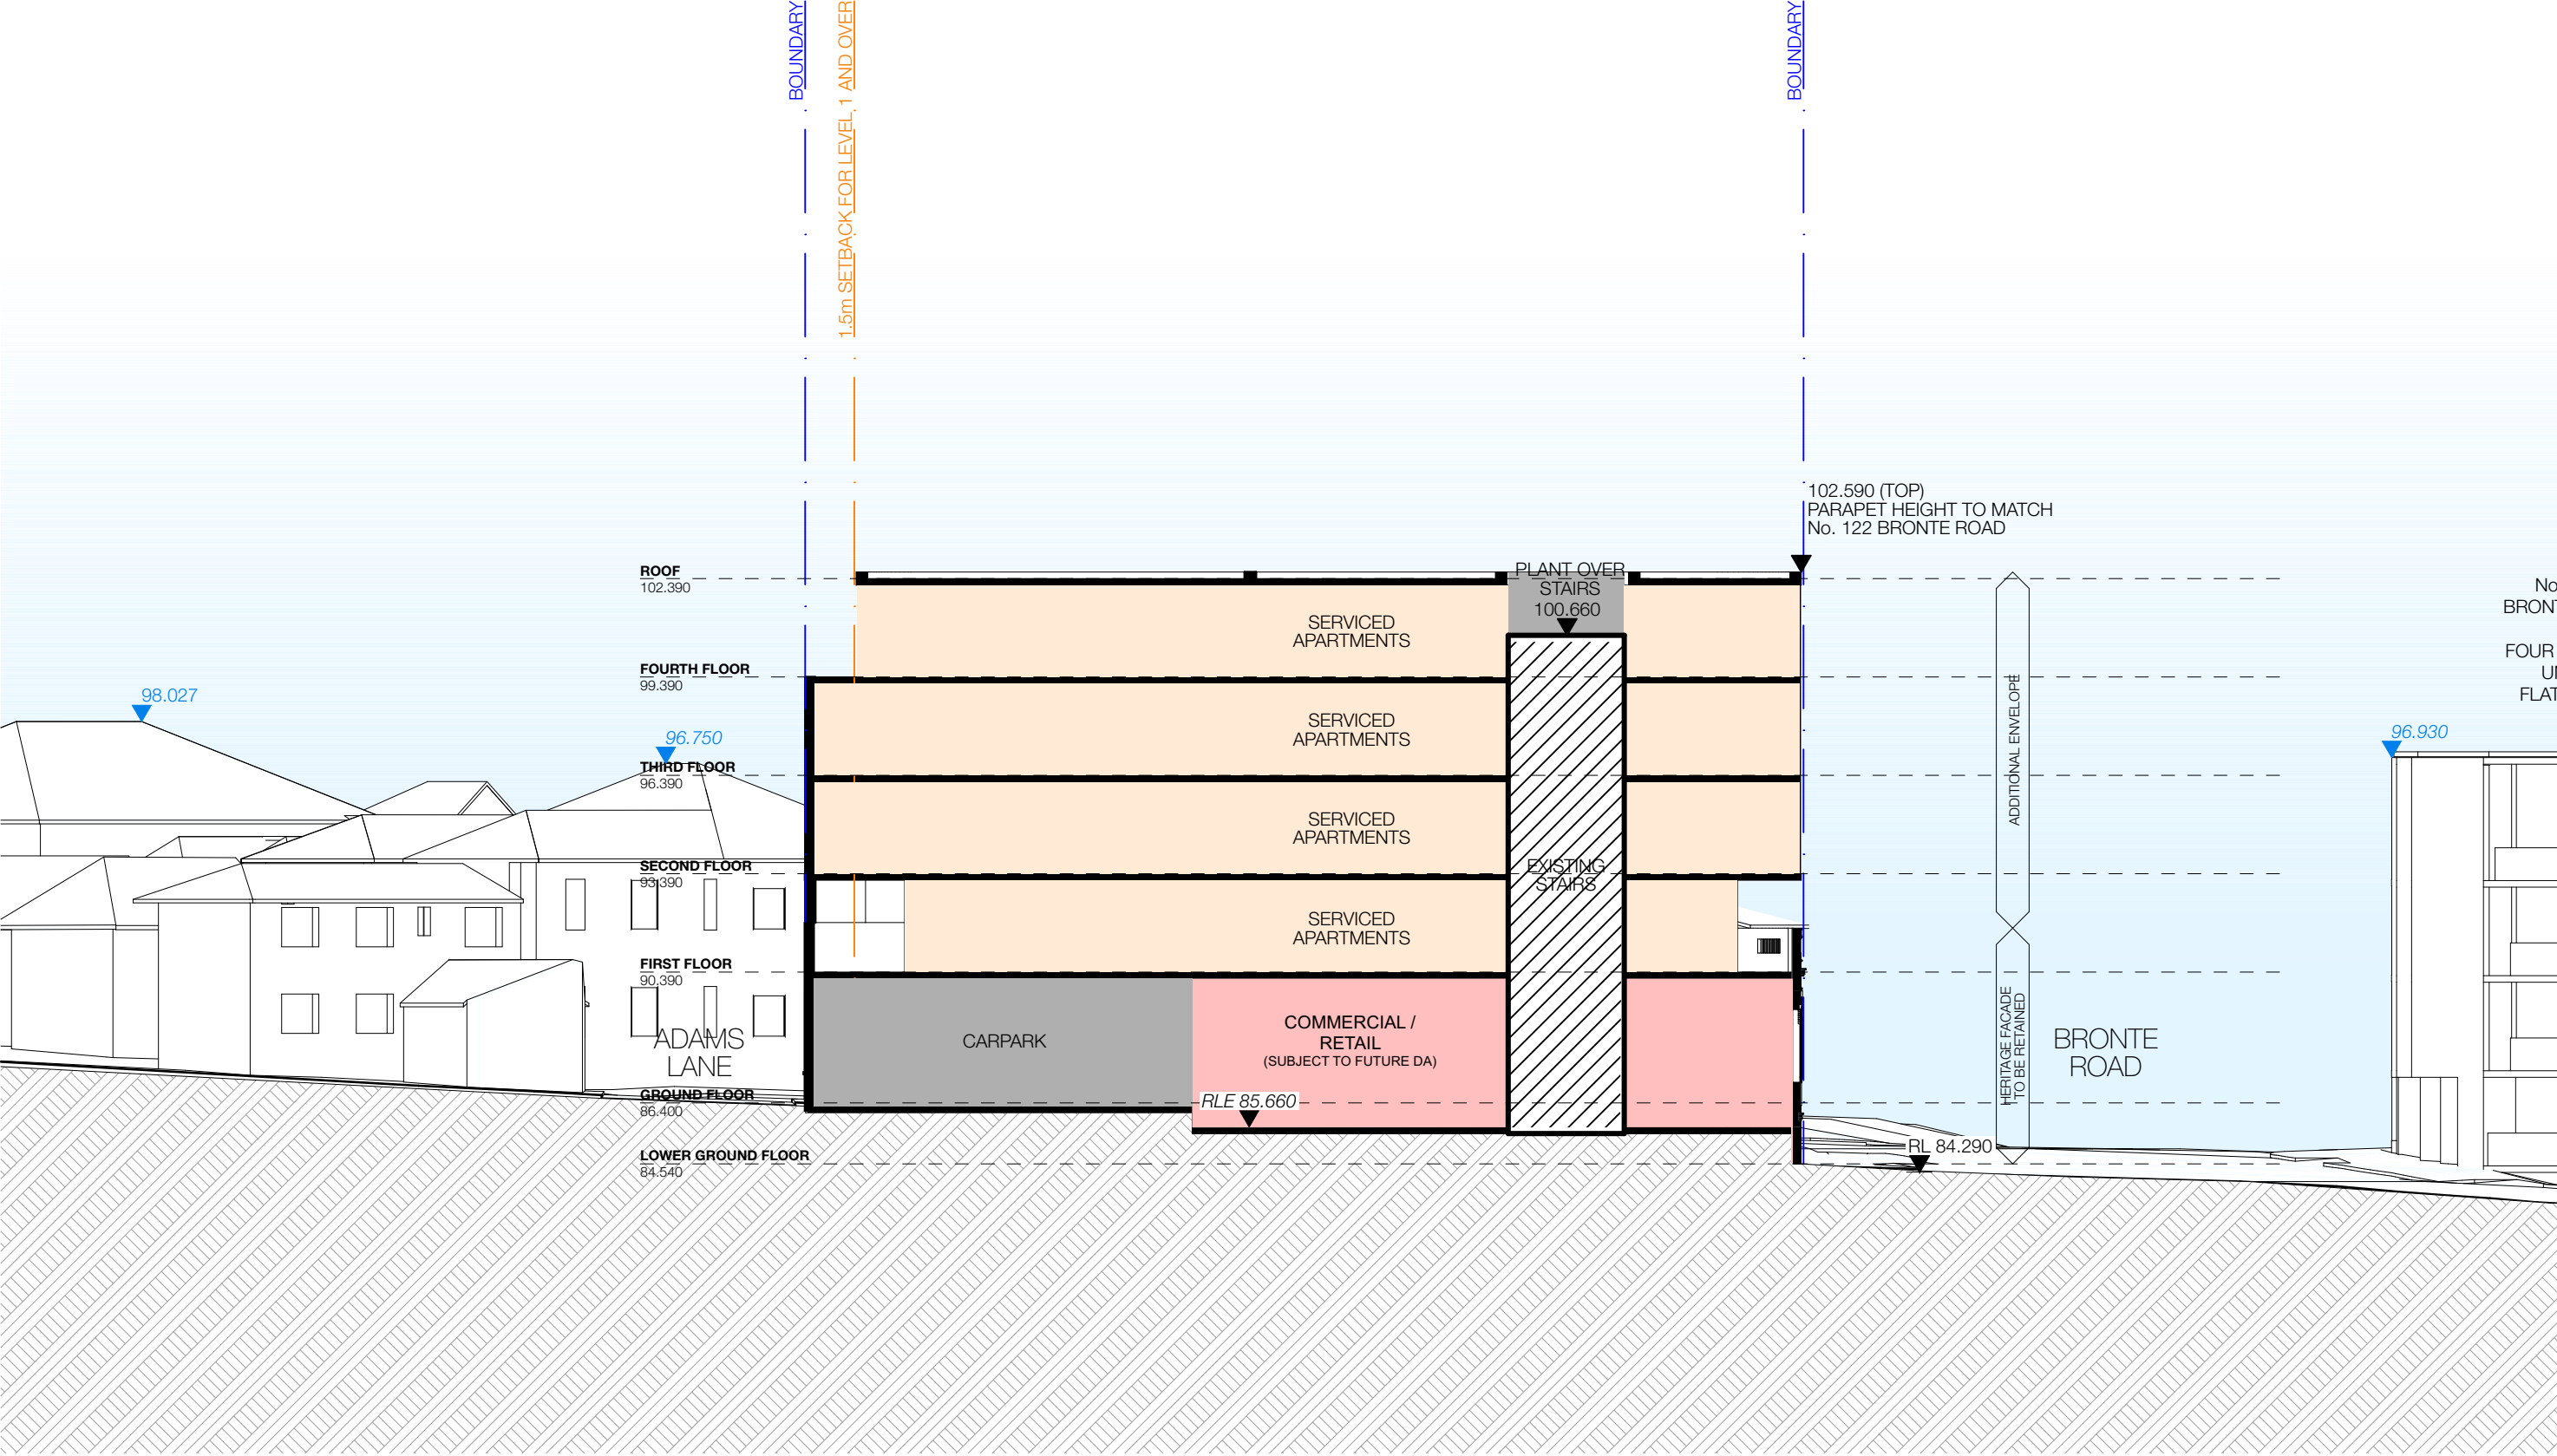 BOUNDARY
1.5m SETBACK FOR LEVEL 1 AND OVER
BOUNDARY
102.590 (TOP)
PARAPET HEIGHT TO MATCH
No. 122 BRONTE ROAD
ROOF
102.390
PLANT OVER
STAIRS
100.660
SERVICED
APARTMENTS
No
BRONT
FOUR
U
FLAT
FOURTH FLOOR
99.390
98.027
SERVICED
APARTMENTS
ADDITIONAL ENVELOPE
96.930
96.750
THIRD FLOOR
96.390
SERVICED
APARTMENTS
SECOND FLOOR
93.390
EXISTING
STAIRS
SERVICED
APARTMENTS
FIRST FLOOR
90.390
HERITAGE FACADE
TO BE RETAINED
ADAMS
LANE
CARPARK
COMMERCIAL /
RETAIL
(SUBJECT TO FUTURE DA)
BRONTE
ROAD
GROUND FLOOR
86.400
RLE 85.660
RL 84.290
LOWER GROUND FLOOR
84.540